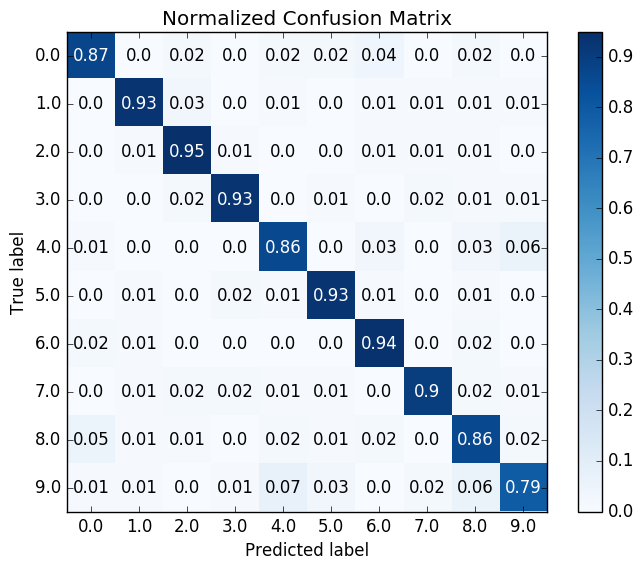 Normalized Confusion Matrix
0.0 0.87 0.0 0.02 0.0 0.02 0.02 0.04 0.0 0.02 0.0
1.0 0.0 0.93 0.03 0.0 0.01 0.0 0.01 0.01 0.01 0.01
2.0 0.0 0.01 0.95 0.01 0.0 0.0 0.01 0.01 0.01 0.0
3.0 0.0 0.0 0.02 0.93 0.0 0.01 0.0 0.02 0.01 0.01
4.0 0.01 0.0 0.0 0.0 0.86 0.0 0.03 0.0 0.03 0.06
5.0 0.0 0.01 0.0 0.02 0.01 0.93 0.01 0.0 0.01 0.0
6.0 0.02 0.01 0.0 0.0 0.0 0.0 0.94 0.0 0.02 0.0
7.0 0.0 0.01 0.02 0.02 0.01 0.01 0.0 0.9 0.02 0.01
8.0 0.05 0.01 0.01 0.0 0.02 0.01 0.02 0.0 0.86 0.02
9.0 0.01 0.01 0.0 0.01 0.07 0.03 0.0 0.02 0.06 0.79
0.0 1.0 2.0 3.0 4.0 5.0 6.0 7.0 8.0 9.0
Predicted label
True label
0.9
0.8
0.7
0.6
0.5
0.4
0.3
0.2
0.1
0.0